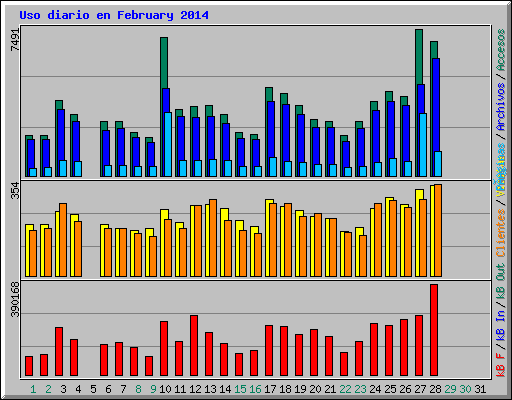 Uso diario en February 2014
7491
354
390168
Páginas / Archivos / Accesos
Clientes /
kB F / kB In / kB Out
1 2 3 4 5 6 7 8 9 10 11 12 13 14 15 16 17 18 19 20 21 22 23 24 25 26 27 28 29 30 31